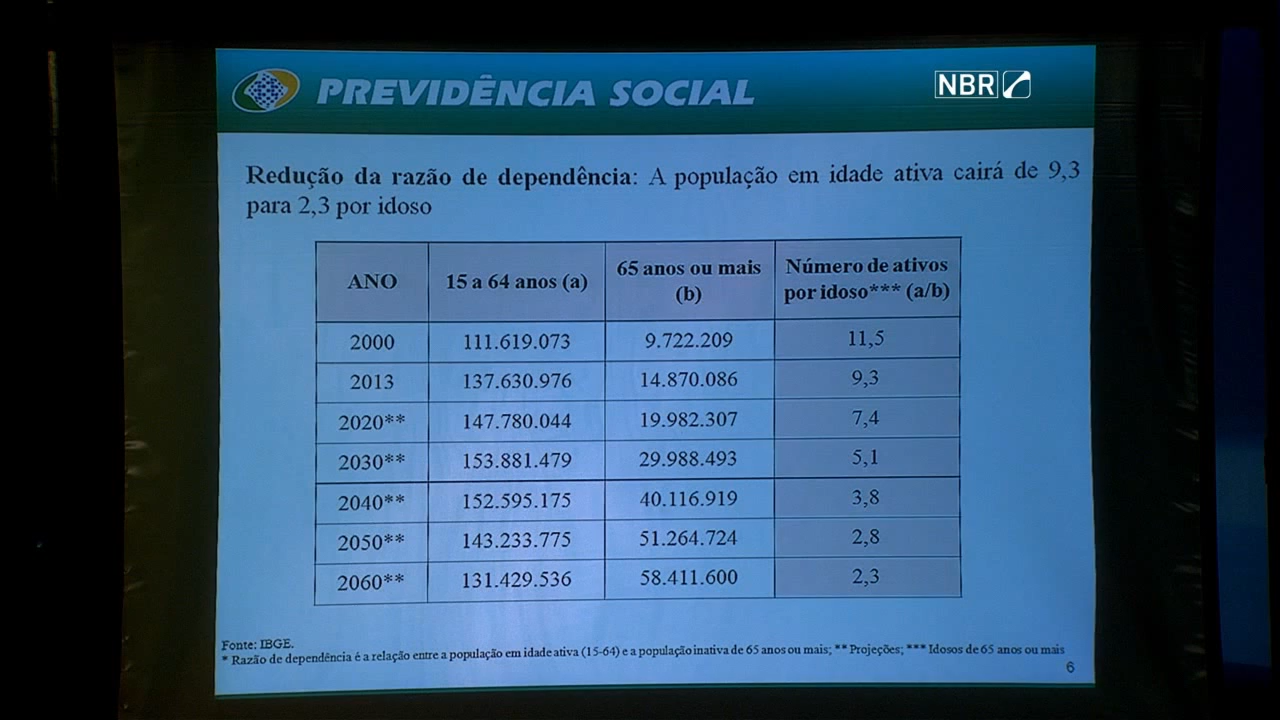 PREVIDÊNCIA SOCIAL
NBR
Redução da razão de dependência: A população em idade ativa cairá de 9,3
para 2,3 por idoso
ANO 15 a 64 anos (a) 65 anos ou mais (b) Número de ativos por idoso*** (a/b)
2000 111.619.073 9.722.209 11,5
2013 137.630.976 14.870.086 9,3
2020** 147.780.044 19.982.307 7,4
2030** 153.881.479 29.988.493 5,1
2040** 152.595.175 40.116.919 3,8
2050** 143.233.775 51.264.724 2,8
2060** 131.429.536 58.411.600 2,3
Fonte: IBGE.
* Razão de dependência é a relação entre a população em idade ativa (15-64) e a população inativa de 65 anos ou mais; ** Projeções; *** Idosos de 65 anos ou mais
6